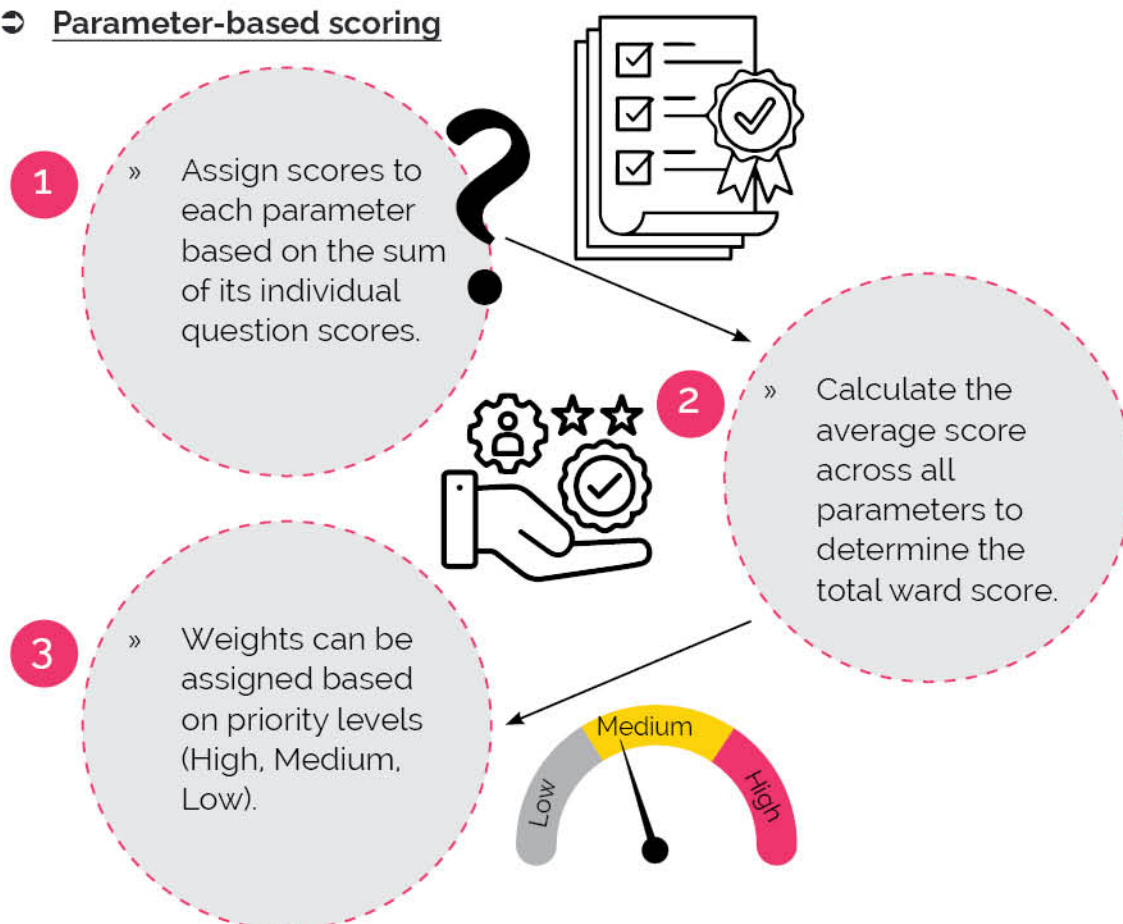 ➲ Parameter-based scoring
1
» Assign scores to
each parameter
based on the sum
of its individual
question scores.
2
» Calculate the
average score
across all
parameters to
determine the
total ward score.
3
» Weights can be
assigned based
on priority levels
(High, Medium,
Low).
Low
Medium
High